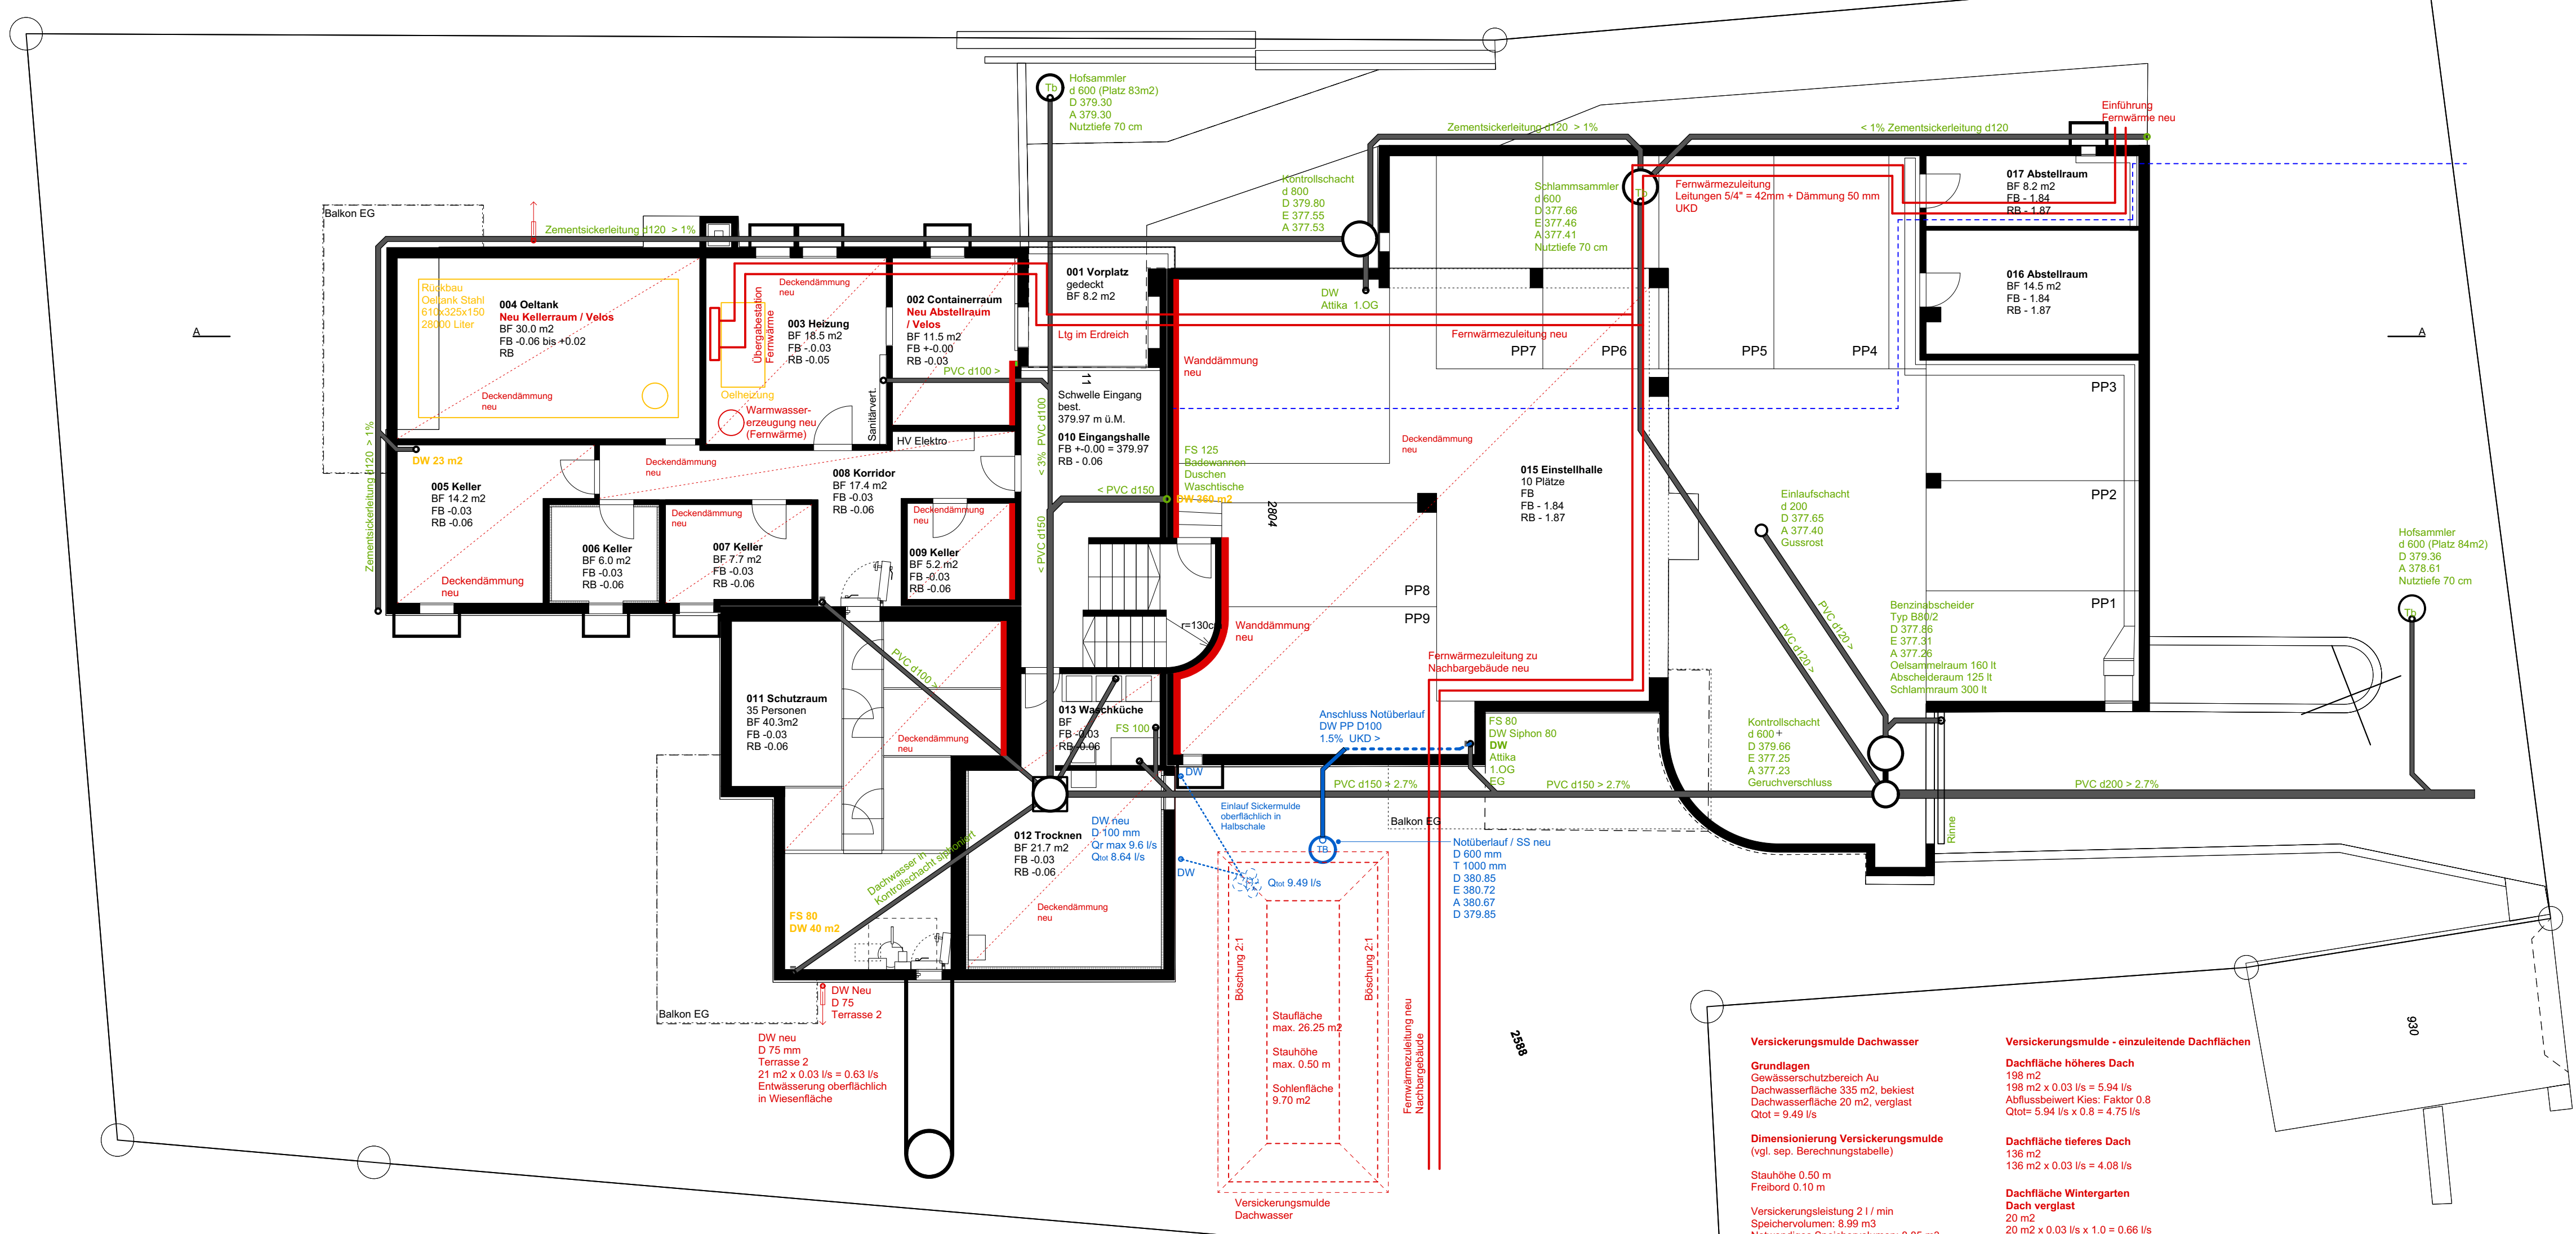 Hofsammler
d 600 (Platz 83m2)
D 379.30
A 379.30
Nutztiefe 70 cm
Tb
Einführung
Fernwärme neu
Zementsickerleitung d120  > 1%
< 1% Zementsickerleitung d120
Kontrollschacht
d 800
D 379.80
E 377.55
A 377.53
Schlammsammler
d 600
D 377.66
E 377.46
A 377.41
Nutztiefe 70 cm
Tb
Fernwärmezuleitung
Leitungen 5/4" = 42mm + Dämmung 50 mm
UKD
017 Abstellraum
BF 8.2 m2
FB - 1.84
RB - 1.87
Balkon EG
Zementsickerleitung d120  > 1%
Rückbau
Oeltank Stahl
610x325x150
28000 Liter
004 Oeltank
Neu Kellerraum / Velos
BF 30.0 m2
FB -0.06 bis +0.02
RB
Deckendämmung
neu
Übergabestation
Fernwärme
Deckendämmung
neu
003 Heizung
BF 18.5 m2
FB -.0.03
RB -0.05
Oelheizung
Warmwasser-
erzeugung neu
(Fernwärme)
Sanitärvert.
002 Containerraum
Neu Abstellraum
/ Velos
BF 11.5 m2
FB +-0.00
RB -0.03
PVC d100 >
001 Vorplatz
gedeckt
BF 8.2 m2
Ltg im Erdreich
DW
Attika  1.OG
016 Abstellraum
BF 14.5 m2
FB - 1.84
RB - 1.87
A
A
Wanddämmung
neu
Fernwärmezuleitung neu
PP7
PP6
PP5
PP4
PP3
11
Schwelle Eingang
best.
379.97 m ü.M.
010 Eingangshalle
FB +-0.00 = 379.97
RB - 0.06
< 3%  PVC d100
HV Elektro
Deckendämmung
neu
DW 23 m2
Zementsickerleitung d120  > 1%
Deckendämmung
neu
005 Keller
BF 14.2 m2
FB -0.03
RB -0.06
008 Korridor
BF 17.4 m2
FB -0.03
RB -0.06
FS 125
Badewannen
Duschen
Waschtische
DW 360 m2
< PVC d150
< PVC d150
2804
015 Einstellhalle
10 Plätze
FB
FB - 1.84
RB - 1.87
Einlaufschacht
d 200
D 377.65
A 377.40
Gussrost
PP2
Deckendämmung
neu
Deckendämmung
neu
006 Keller
BF 6.0 m2
FB -0.03
RB -0.06
007 Keller
BF 7.7 m2
FB -0.03
RB -0.06
009 Keller
BF 5.2 m2
FB -0.03
RB -0.06
Deckendämmung
neu
Hofsammler
d 600 (Platz 84m2)
D 379.36
A 378.61
Nutztiefe 70 cm
Tb
PP8
PP9
PP1
r=130cm
Wanddämmung
neu
PVC d120 >
PVC d120 >
Benzinabscheider
Typ B80/2
D 377.86
E 377.31
A 377.26
Oelsammelraum 160 lt
Abscheideraum 125 lt
Schlammraum 300 lt
Fernwärmezuleitung zu
Nachbargebäude neu
PVC d100 >
011 Schutzraum
35 Personen
BF 40.3m2
FB -0.03
RB -0.06
Deckendämmung
neu
013 Waschküche
BF
FB -0.03
RB -0.06
FS 100
Anschluss Notüberlauf
DW PP D100
1.5%  UKD >
FS 80
DW Siphon 80
DW
Attika
1.OG
EG
Kontrollschacht
d 600
D 379.66
E 377.25
A 377.23
Geruchverschluss
DW
PVC d150 > 2.7%
PVC d150 > 2.7%
PVC d200 > 2.7%
Einlauf Sickermulde
oberflächlich in
Halbschale
Balkon EG
Rinne
012 Trocknen
BF 21.7 m2
FB -0.03
RB -0.06
DW neu
D 100 mm
Qr max 9.6 l/s
Qtot 8.64 l/s
DW
TB
Notüberlauf / SS neu
D 600 mm
T 1000 mm
D 380.85
E 380.72
A 380.67
D 379.85
Dachwasser in
Kontrollschacht siphoniert
Qtot 9.49 l/s
FS 80
DW 40 m2
Deckendämmung
neu
Böschung 2:1
Böschung 2:1
Balkon EG
DW Neu
D 75
Terrasse 2
DW neu
D 75 mm
Terrasse 2
21 m2 x 0.03 l/s = 0.63 l/s
Entwässerung oberflächlich
in Wiesenfläche
Staufläche
max. 26.25 m2
Stauhöhe
max. 0.50 m
Sohlenfläche
9.70 m2
Fernwärmezuleitung neu
Nachbargebäude
2588
930
Versickerungsmulde
Dachwasser
Versickerungsmulde Dachwasser
Grundlagen
Gewässerschutzbereich Au
Dachwasserfläche 335 m2, bekiest
Dachwasserfläche 20 m2, verglast
Qtot = 9.49 l/s
Dimensionierung Versickerungsmulde
(vgl. sep. Berechnungstabelle)
Stauhöhe 0.50 m
Freibord 0.10 m
Versickerungsleistung 2 l / min
Speichervolumen: 8.99 m3
Versickerungsmulde - einzuleitende Dachflächen
Dachfläche höheres Dach
198 m2
198 m2 x 0.03 l/s = 5.94 l/s
Abflussbeiwert Kies: Faktor 0.8
Qtot= 5.94 l/s x 0.8 = 4.75 l/s
Dachfläche tieferes Dach
136 m2
136 m2 x 0.03 l/s = 4.08 l/s
Dachfläche Wintergarten
Dach verglast
20 m2
20 m2 x 0.03 l/s x 1.0 = 0.66 l/s